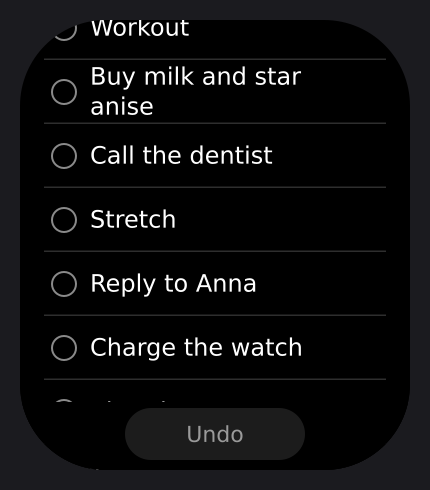 Workout
Buy milk and star
anise
Call the dentist
Stretch
Reply to Anna
Charge the watch
Undo